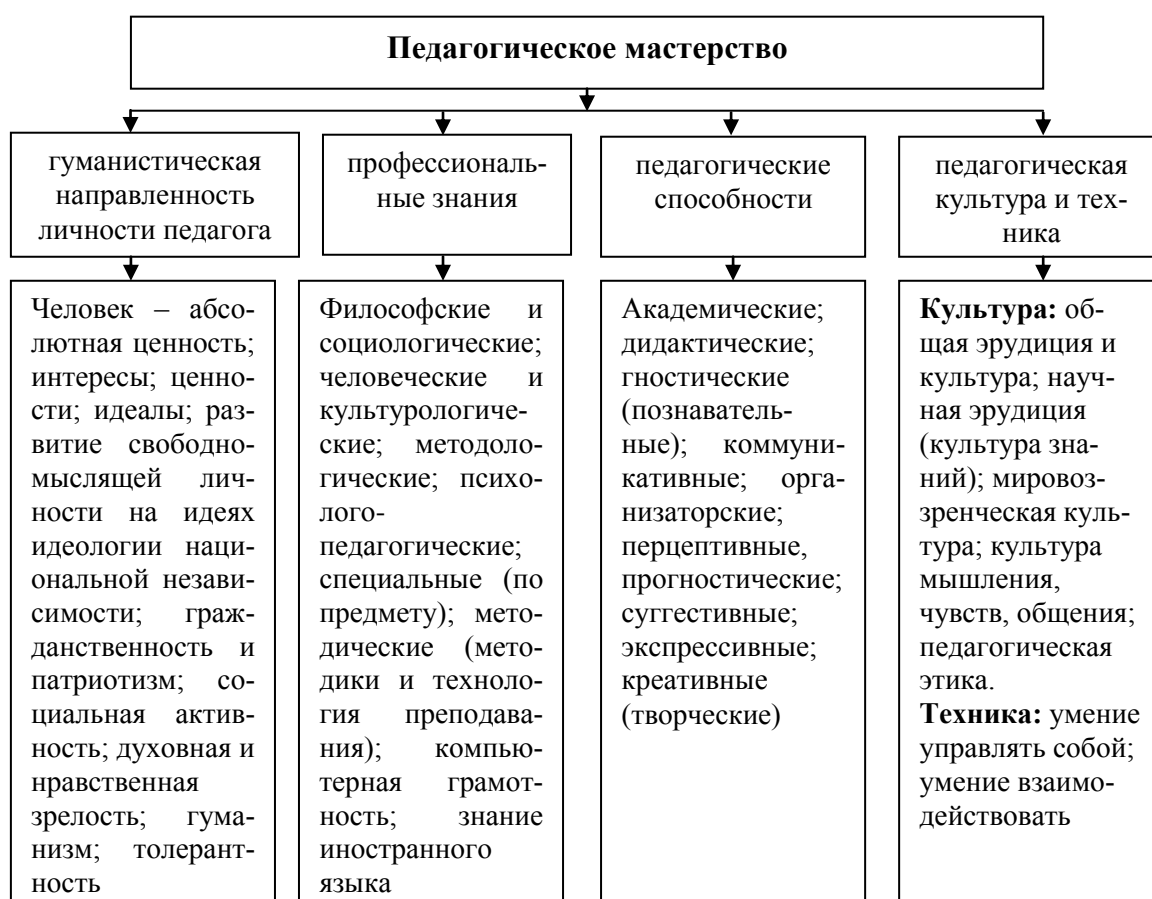 Педагогическое мастерство
гуманистическая
направленность
личности педагога
профессиональ-
ные знания
педагогические
способности
педагогическая
культура и тех-
ника
Человек – абсо-
лютная ценность;
интересы; ценно-
сти; идеалы; раз-
витие свободно-
мыслящей лич-
ности на идеях
идеологии наци-
ональной незави-
симости; граж-
данственность и
патриотизм; со-
циальная актив-
ность; духовная и
нравственная
зрелость; гума-
низм; толерант-
ность
Философские и
социологические;
человеческие и
культурологиче-
ские; методоло-
гические; психо-
лого-
педагогические;
специальные (по
предмету); мето-
дические (мето-
дики и техноло-
гия преподава-
ния); компью-
терная грамот-
ность; знание
иностранного
языка
Академические;
дидактические;
гностические
(познаватель-
ные); коммуни-
кативные; орга-
низаторские;
перцептивные,
прогностические;
суггестивные;
экспрессивные;
креативные
(творческие)
Культура: об-
щая эрудиция и
культура; науч-
ная эрудиция
(культура зна-
ний); мировоз-
зренческая куль-
тура; культура
мышления,
чувств, общения;
педагогическая
этика.
Техника: умение
управлять собой;
умение взаимо-
действовать